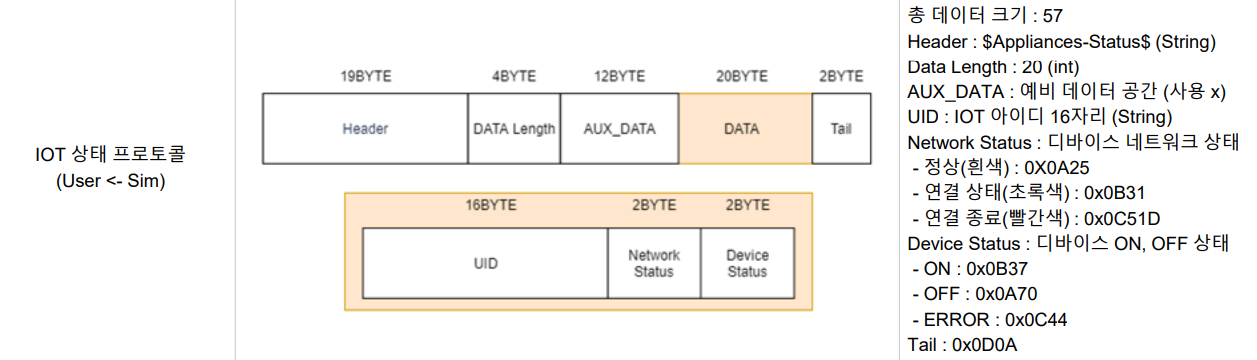 IOT 상태 프로토콜
(User <- Sim)
19BYTE 4BYTE 12BYTE 20BYTE 2BYTE
Header DATA Length AUX_DATA DATA Tail
16BYTE 2BYTE 2BYTE
UID Network Status Device Status
총 데이터 크기 : 57
Header : $Appliances-Status$ (String)
Data Length : 20 (int)
AUX_DATA : 예비 데이터 공간 (사용 x)
UID : IOT 아이디 16자리 (String)
Network Status : 디바이스 네트워크 상태
- 정상(흰색) : 0X0A25
- 연결 상태(초록색) : 0x0B31
- 연결 종료(빨간색) : 0x0C51D
Device Status : 디바이스 ON, OFF 상태
- ON : 0x0B37
- OFF : 0x0A70
- ERROR : 0x0C44
Tail : 0x0D0A